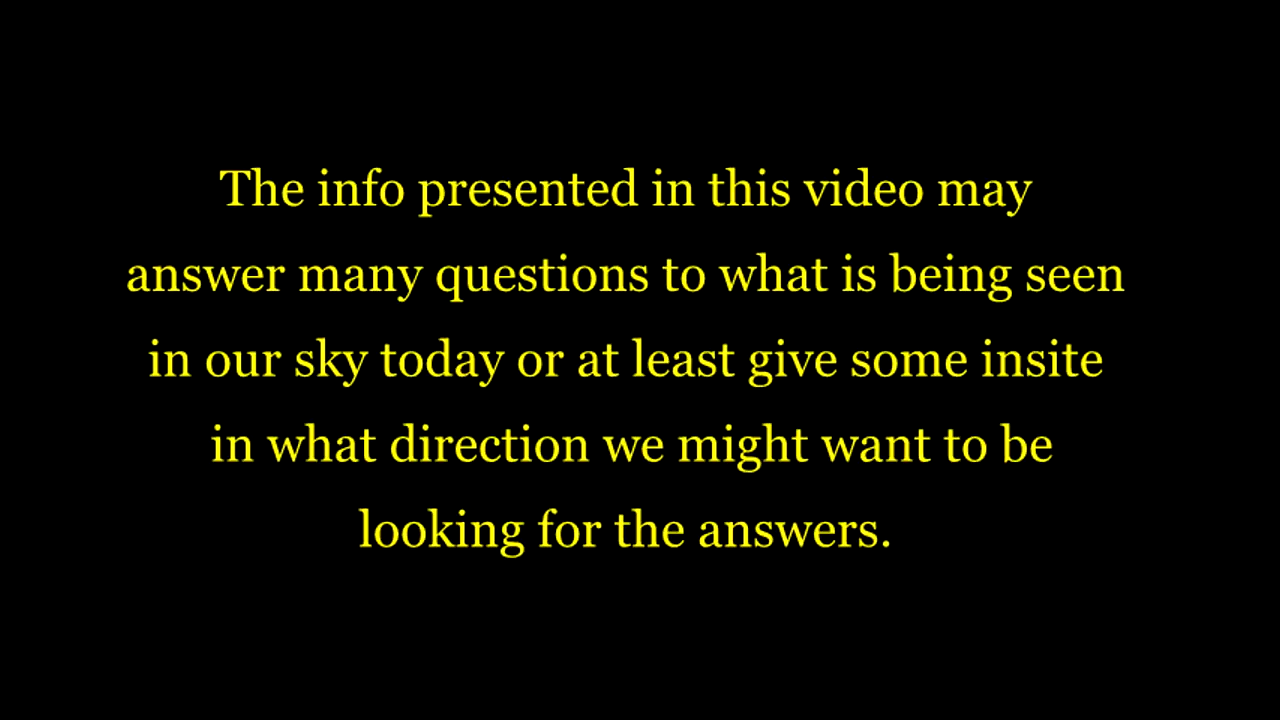 The info presented in this video may
answer many questions to what is being seen
in our sky today or at least give some insite
in what direction we might want to be
looking for the answers.